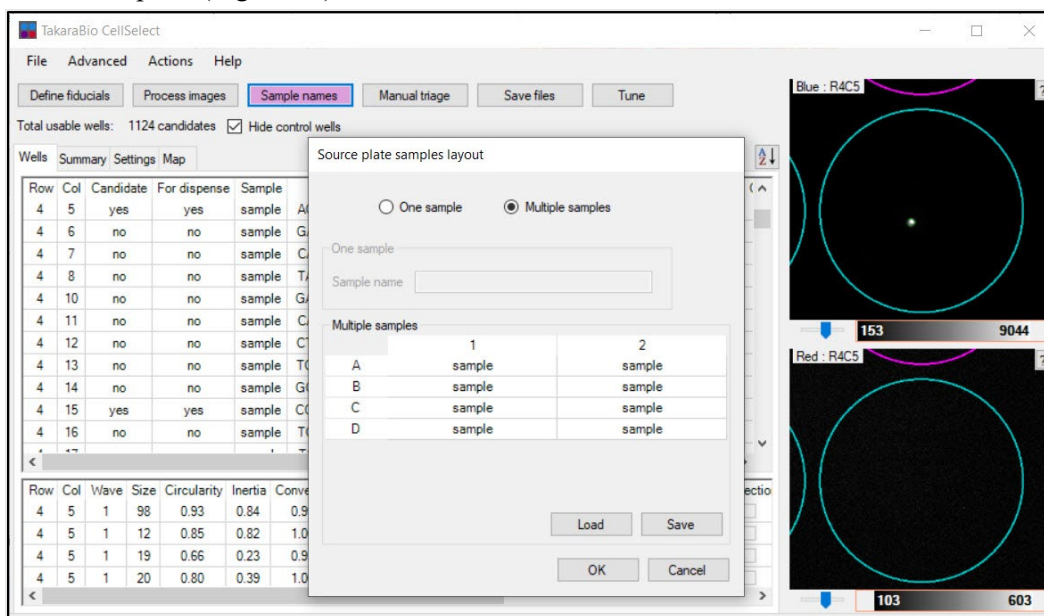 TakaraBio CellSelect
File Advanced Actions Help
Define fiducials Process images Sample names Manual triage Save files Tune
Total usable wells: 1124 candidates Hide control wells
Wells Summary Settings Map
Row Col Candidate For dispense Sample
4 5 yes yes sample
4 6 no no sample
4 7 no no sample
4 8 no no sample
4 10 no no sample
4 11 no no sample
4 12 no no sample
4 13 no no sample
4 14 no no sample
4 15 yes yes sample
4 16 no no sample
Row Col Wave Size Circularity Inertia
4 5 1 98 0.93 0.84
4 5 1 12 0.85 0.82
4 5 1 19 0.66 0.23
4 5 1 20 0.80 0.39
Source plate samples layout
One sample Multiple samples
One sample
Sample name
Multiple samples
1 2
A sample sample
B sample sample
C sample sample
D sample sample
Load Save
OK Cancel
Blue : R4C5
?
153 9044
Red : R4C5
?
103 603